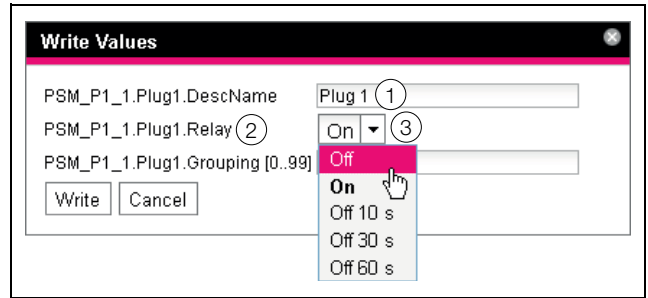 Write Values
PSM_P1_1.Plug1.DescName Plug 1 1
PSM_P1_1.Plug1.Relay 2 On 3
PSM_P1_1.Plug1.Grouping [0..99] Off
On
Write Cancel
Off 10 s
Off 30 s
Off 60 s